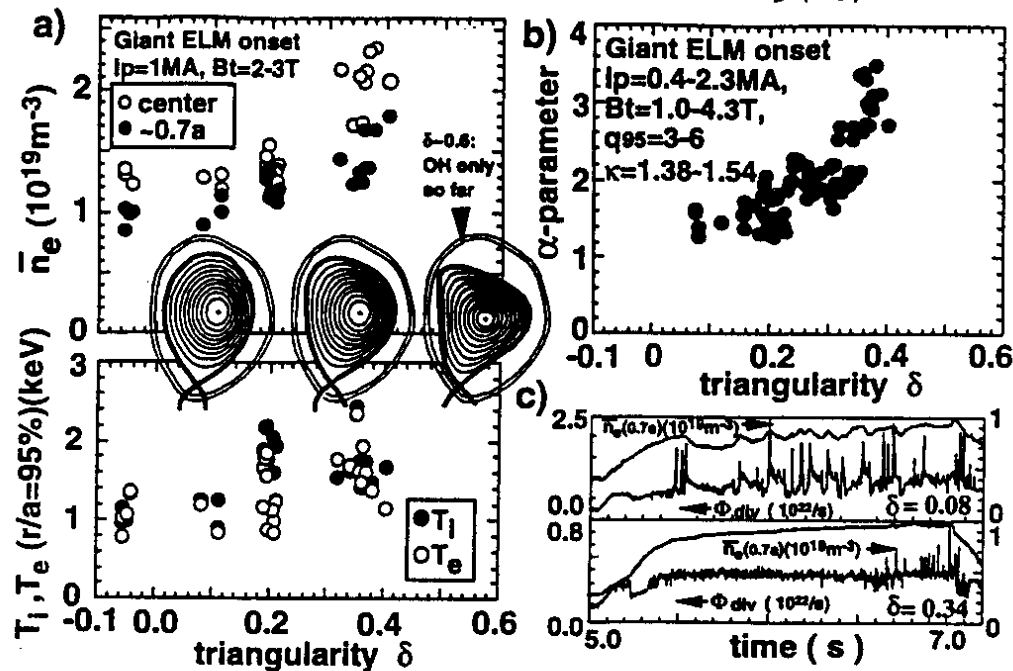 a)
Giant ELM onset
Ip=1MA, Bt=2-3T
center
~0.7a
δ~0.6:
OH only
so far
n̅e (10¹⁹m⁻³)
2
1
0
3
2
1
0
Ti
Te
Ti,Te (r/a=95%)(keV)
-0.1 0.0 0.2 0.4 0.6
triangularity δ
b)
Giant ELM onset
Ip=0.4-2.3MA,
Bt=1.0-4.3T,
q95=3-6
κ=1.38-1.54
α-parameter
4
3
2
1
0
-0.1 0 0.2 0.4 0.6
triangularity δ
c)
2.5 1
n̅e(0.7a)(10¹⁹m⁻³)
Φdiv (10²²/s) δ = 0.08
0.0 0
0.8 1
n̅e(0.7a)(10¹⁹m⁻³)
Φdiv (10²²/s) δ= 0.34
0.0 0
5.0 7.0
time ( s )